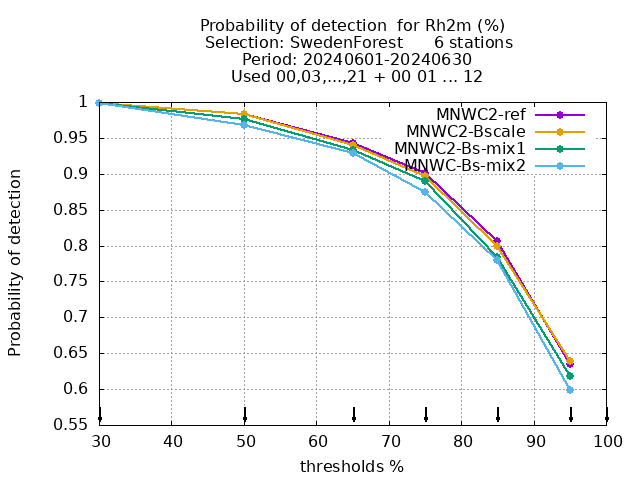 Probability of detection  for Rh2m (%)
Selection: SwedenForest      6 stations
Period: 20240601-20240630
Used 00,03,...,21 + 00 01 ... 12
MNWC2-ref
MNWC2-Bscale
MNWC2-Bs-mix1
MNWC-Bs-mix2
1
0.95
0.9
0.85
0.8
0.75
0.7
0.65
0.6
0.55
Probability of detection
30 40 50 60 70 80 90 100
thresholds %